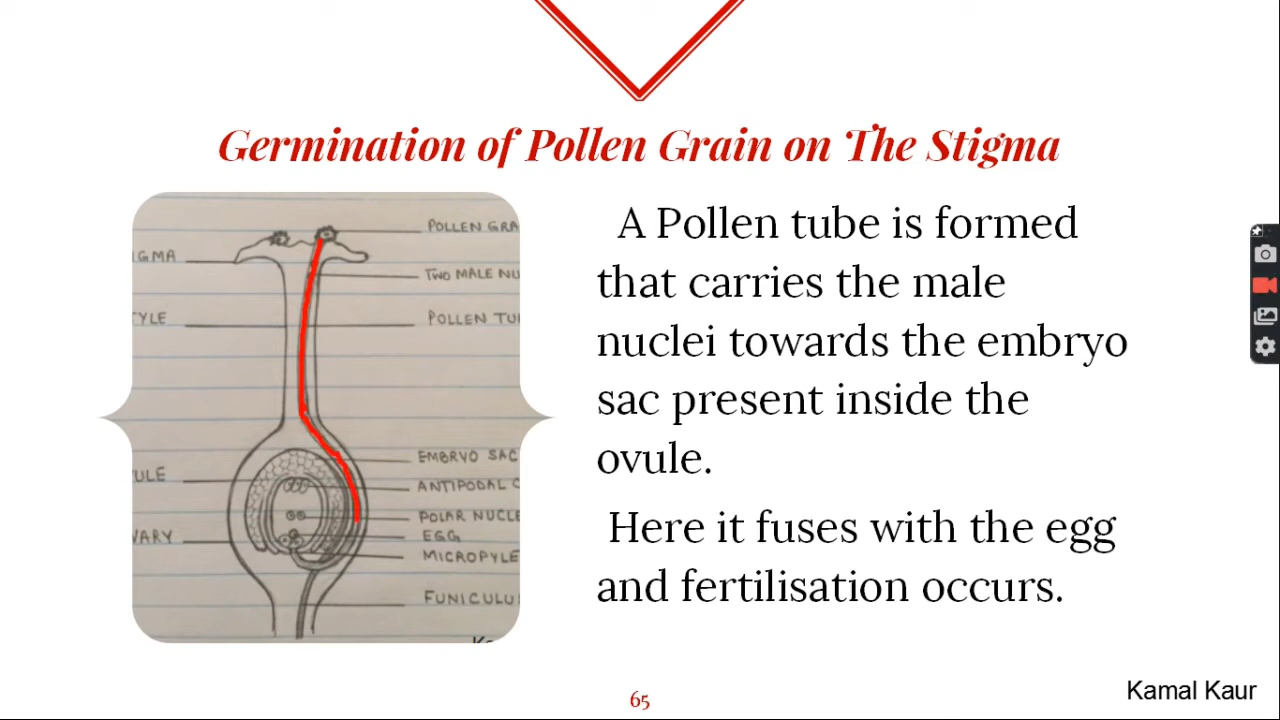 Germination of Pollen Grain on The Stigma
POLLEN GRA
IGMA
TWO MALE NU
TYLE
POLLEN TU
EMBRYO SAC
ULE
ANTIPODAL C
POLAR NUCLE
VARY
EGG
MICROPYLE
FUNICULU
A Pollen tube is formed
that carries the male
nuclei towards the embryo
sac present inside the
ovule.
Here it fuses with the egg
and fertilisation occurs.
65
Kamal Kaur